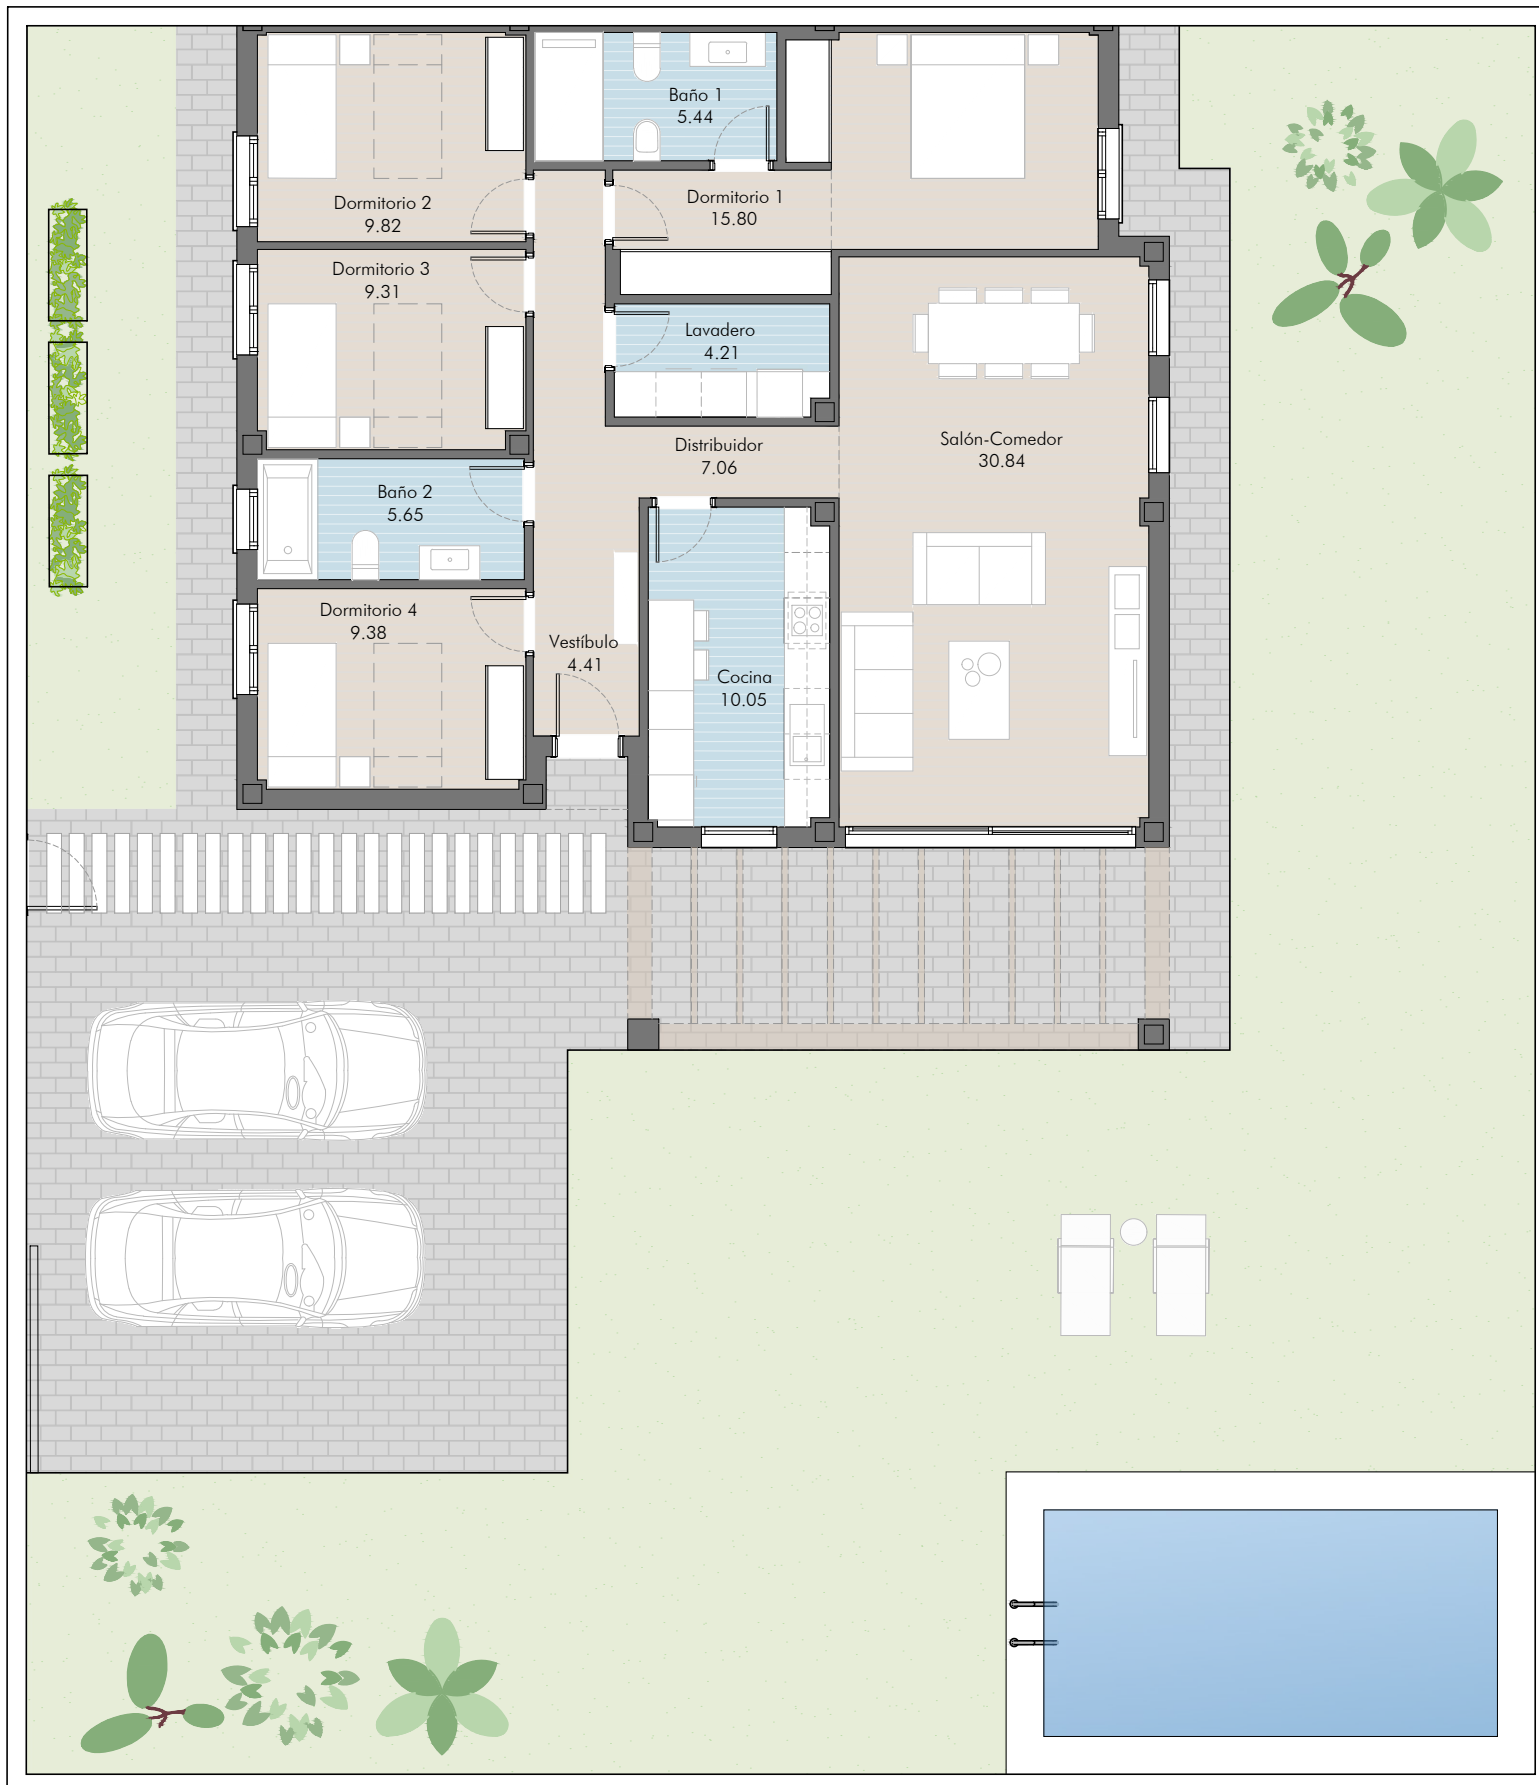 Baño 1
5.44
Dormitorio 2
9.82
Dormitorio 1
15.80
Dormitorio 3
9.31
Lavadero
4.21
Distribuidor
7.06
Salón-Comedor
30.84
Baño 2
5.65
Dormitorio 4
9.38
Vestíbulo
4.41
Cocina
10.05